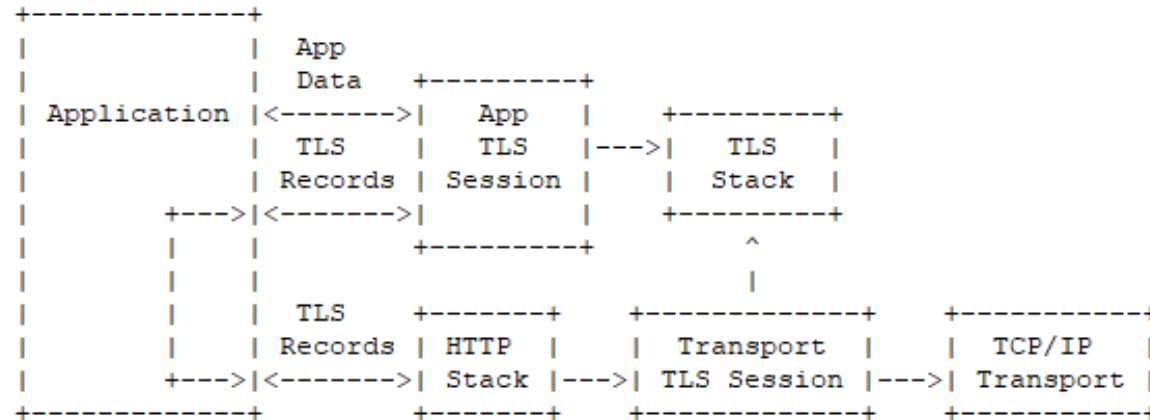 +-------------+
|             |  App
|             |  Data   +---------+
| Application |<------->|   App   |    +---------+
|             |  TLS    |   TLS   |--->|   TLS   |
|             | Records | Session |    |  Stack  |
|        +--->|<------->|         |    +---------+
|        |    |         +---------+         ^
|        |    |                             |
|        |    |  TLS    +-------+    +-------------+    +-----------+
|        |    | Records | HTTP  |    |  Transport  |    |  TCP/IP   |
|        +--->|<------->| Stack |--->| TLS Session |--->| Transport |
+-------------+         +-------+    +-------------+    +-----------+